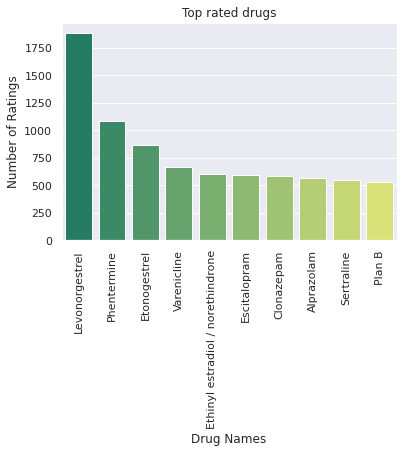 Top rated drugs
Number of Ratings
1750
1500
1250
1000
750
500
250
0
Levonorgestrel
Phentermine
Etonogestrel
Varenicline
Ethinyl estradiol / norethindrone
Escitalopram
Clonazepam
Alprazolam
Sertraline
Plan B
Drug Names